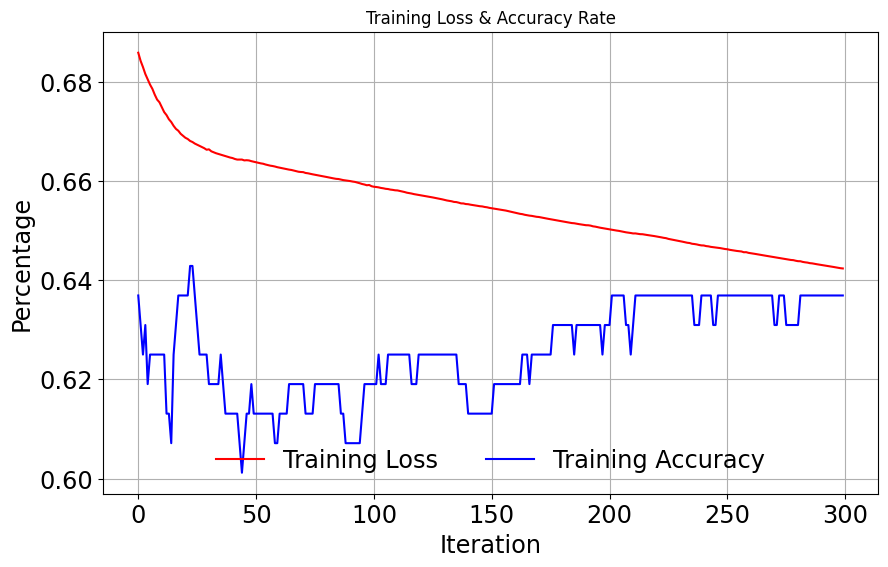 Training Loss & Accuracy Rate
Percentage
0.68
0.66
0.64
0.62
0.60
Training Loss
Training Accuracy
0
50
100
150
200
250
300
Iteration